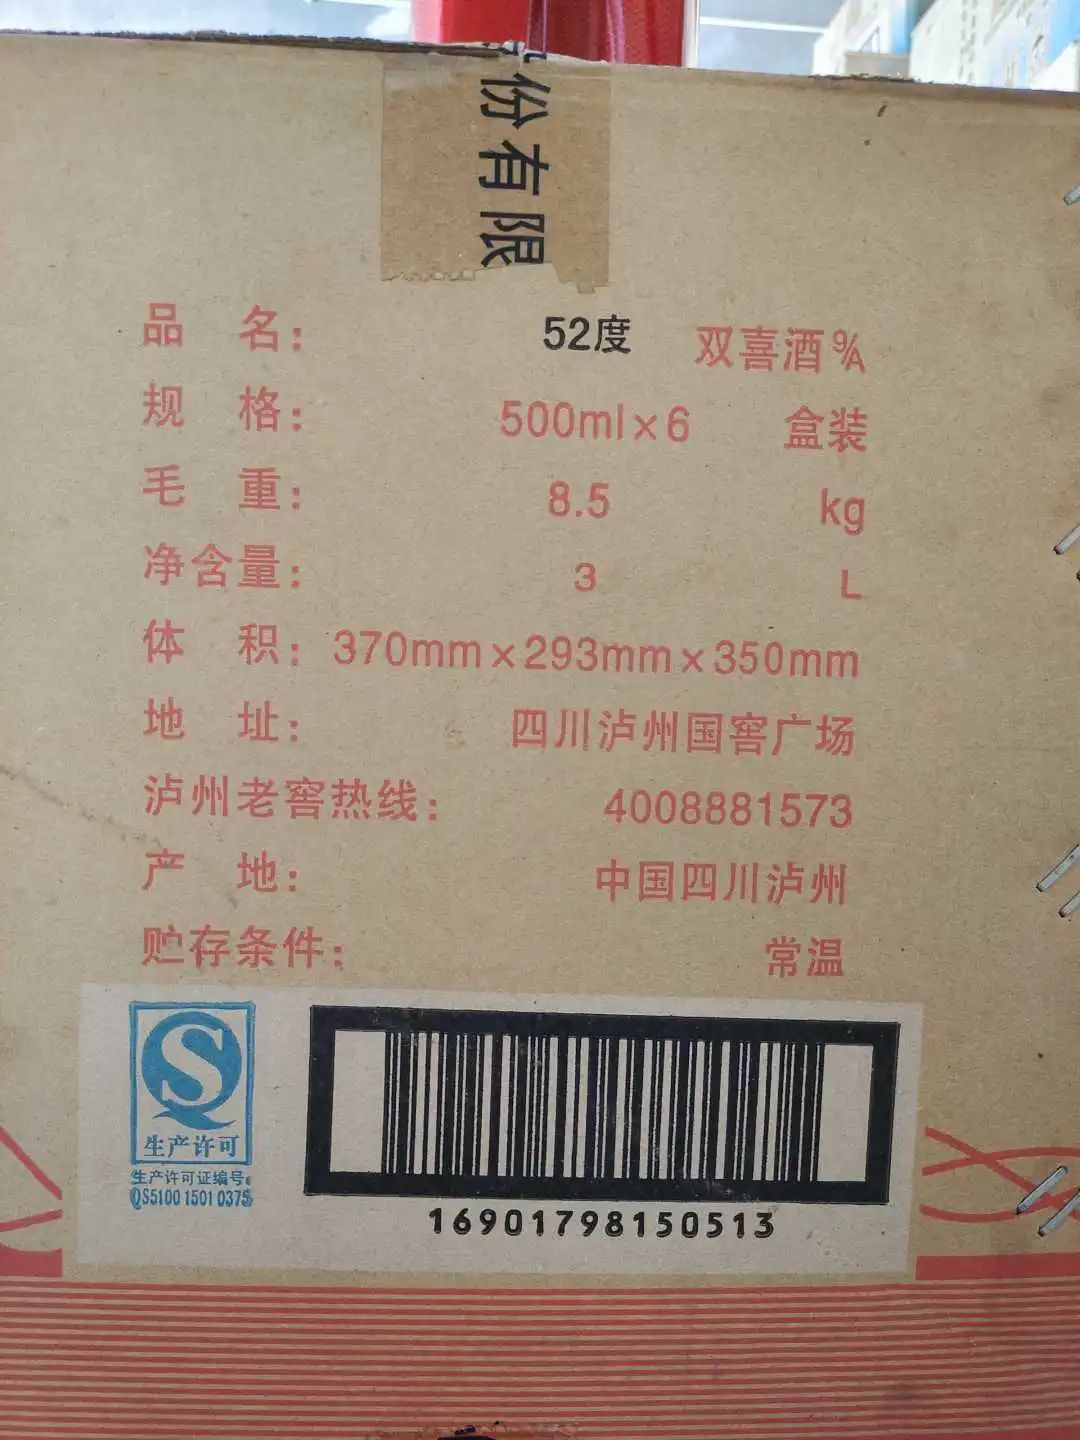 份有限
品 名： 52度 双喜酒 9/A
规 格： 500ml×6 盒装
毛 重： 8.5 kg
净含量： 3 L
体 积：370mm×293mm×350mm
地 址： 四川泸州国窖广场
泸州老窖热线： 4008881573
产 地： 中国四川泸州
贮存条件： 常温
生产许可
生产许可证编号:
QS5100 1501 0375
16901798150513